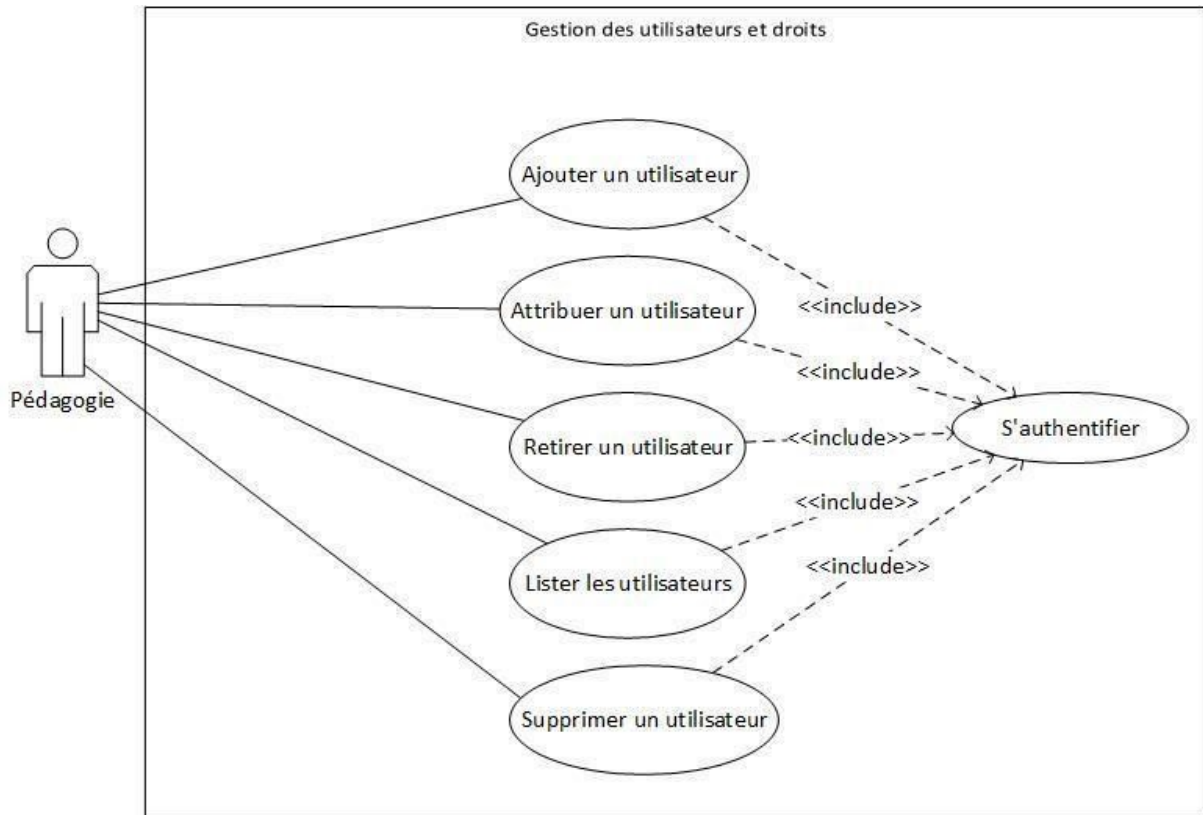 Gestion des utilisateurs et droits
Ajouter un utilisateur
<<include>>
Attribuer un utilisateur
<<include>>
Pédagogie
S'authentifier
<<include>>
Retirer un utilisateur
<<include>>
<<include>>
Lister les utilisateurs
Supprimer un utilisateur